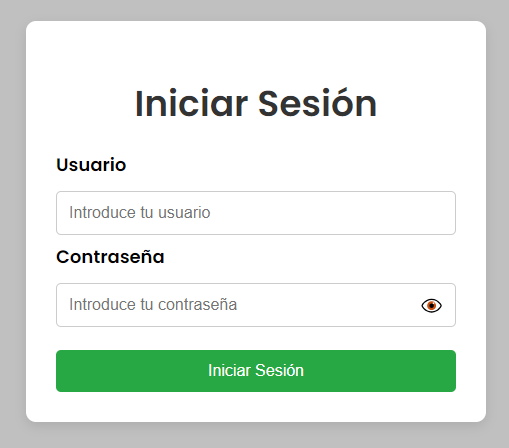 Iniciar Sesión
Usuario
Introduce tu usuario
Contraseña
Introduce tu contraseña
Iniciar Sesión